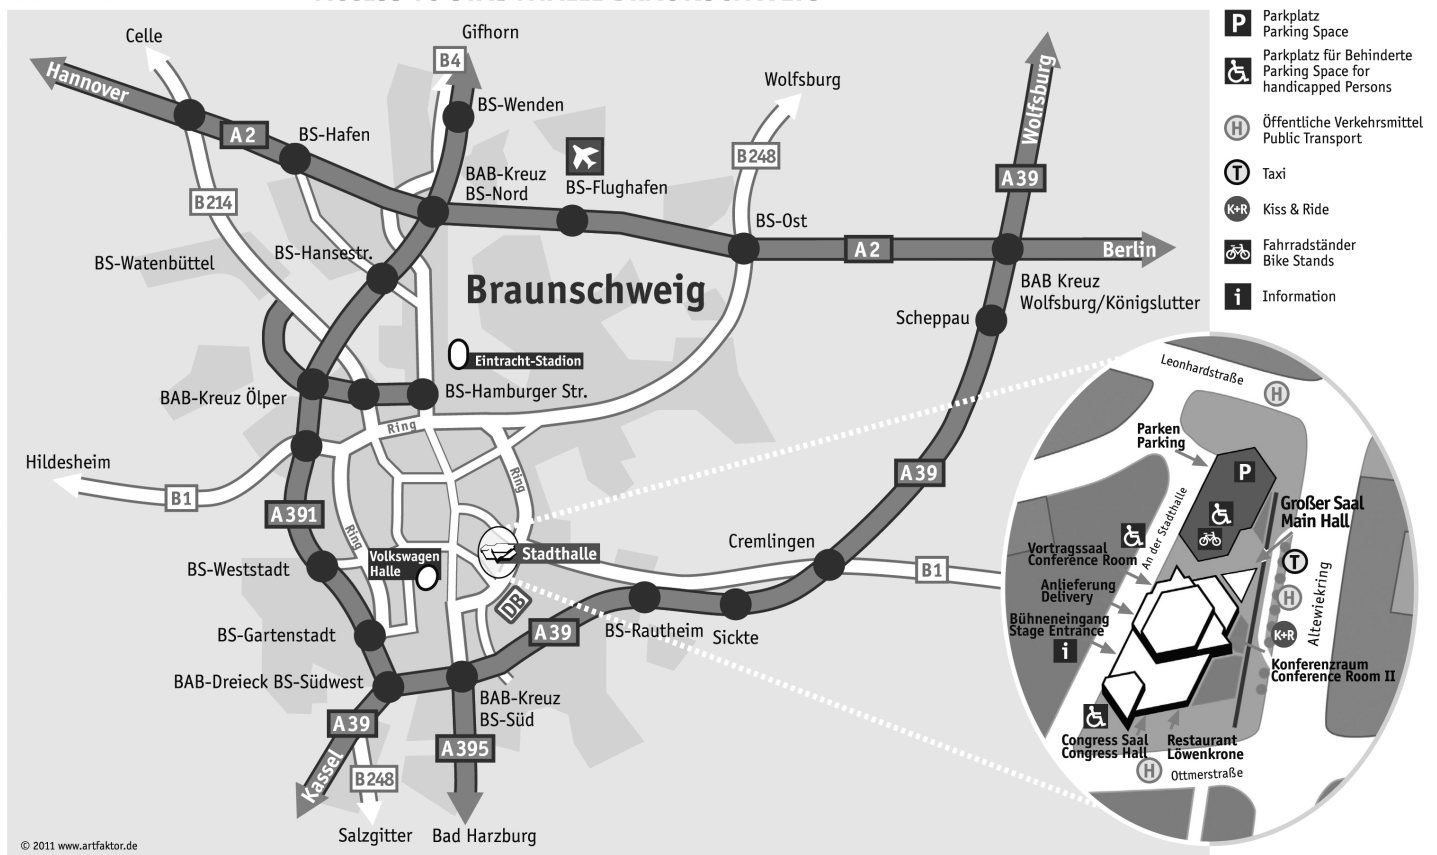 Celle
Gifhorn
B4
Hannover
Wolfsburg
Wolfsburg
BS-Wenden
A2
BS-Hafen
B248
BAB-Kreuz
BS-Nord
BS-Flughafen
A39
B214
BS-Ost
A2
Berlin
BS-Watenbüttel
BS-Hansestr.
Braunschweig
BAB Kreuz
Wolfsburg/Königslutter
Scheppau
Eintracht-Stadion
BAB-Kreuz Ölper
BS-Hamburger Str.
Ring
Hildesheim
B1
A39
Ring
A391
Ring
Volkswagen
Halle
Stadthalle
Cremlingen
B1
BS-Weststadt
DB
BS-Gartenstadt
A39
BS-Rautheim
Sickte
BAB-Dreieck BS-Südwest
BAB-Kreuz
BS-Süd
A39
A395
Kassel
B248
Salzgitter
Bad Harzburg
© 2011 www.artfaktor.de
P
Parkplatz
Parking Space
Parkplatz für Behinderte
Parking Space for
handicapped Persons
H
Öffentliche Verkehrsmittel
Public Transport
T
Taxi
K+R
Kiss & Ride
Fahrradständer
Bike Stands
i
Information
Leonhardstraße
H
Parken
Parking
P
An der Stadthalle
Großer Saal
Main Hall
Vortragssaal
Conference Room
T
Anlieferung
Delivery
H
Altewiekring
Bühneneingang
Stage Entrance
K+R
i
Konferenzraum
Conference Room II
Congress Saal
Congress Hall
Restaurant
Löwenkrone
H
Ottmerstraße